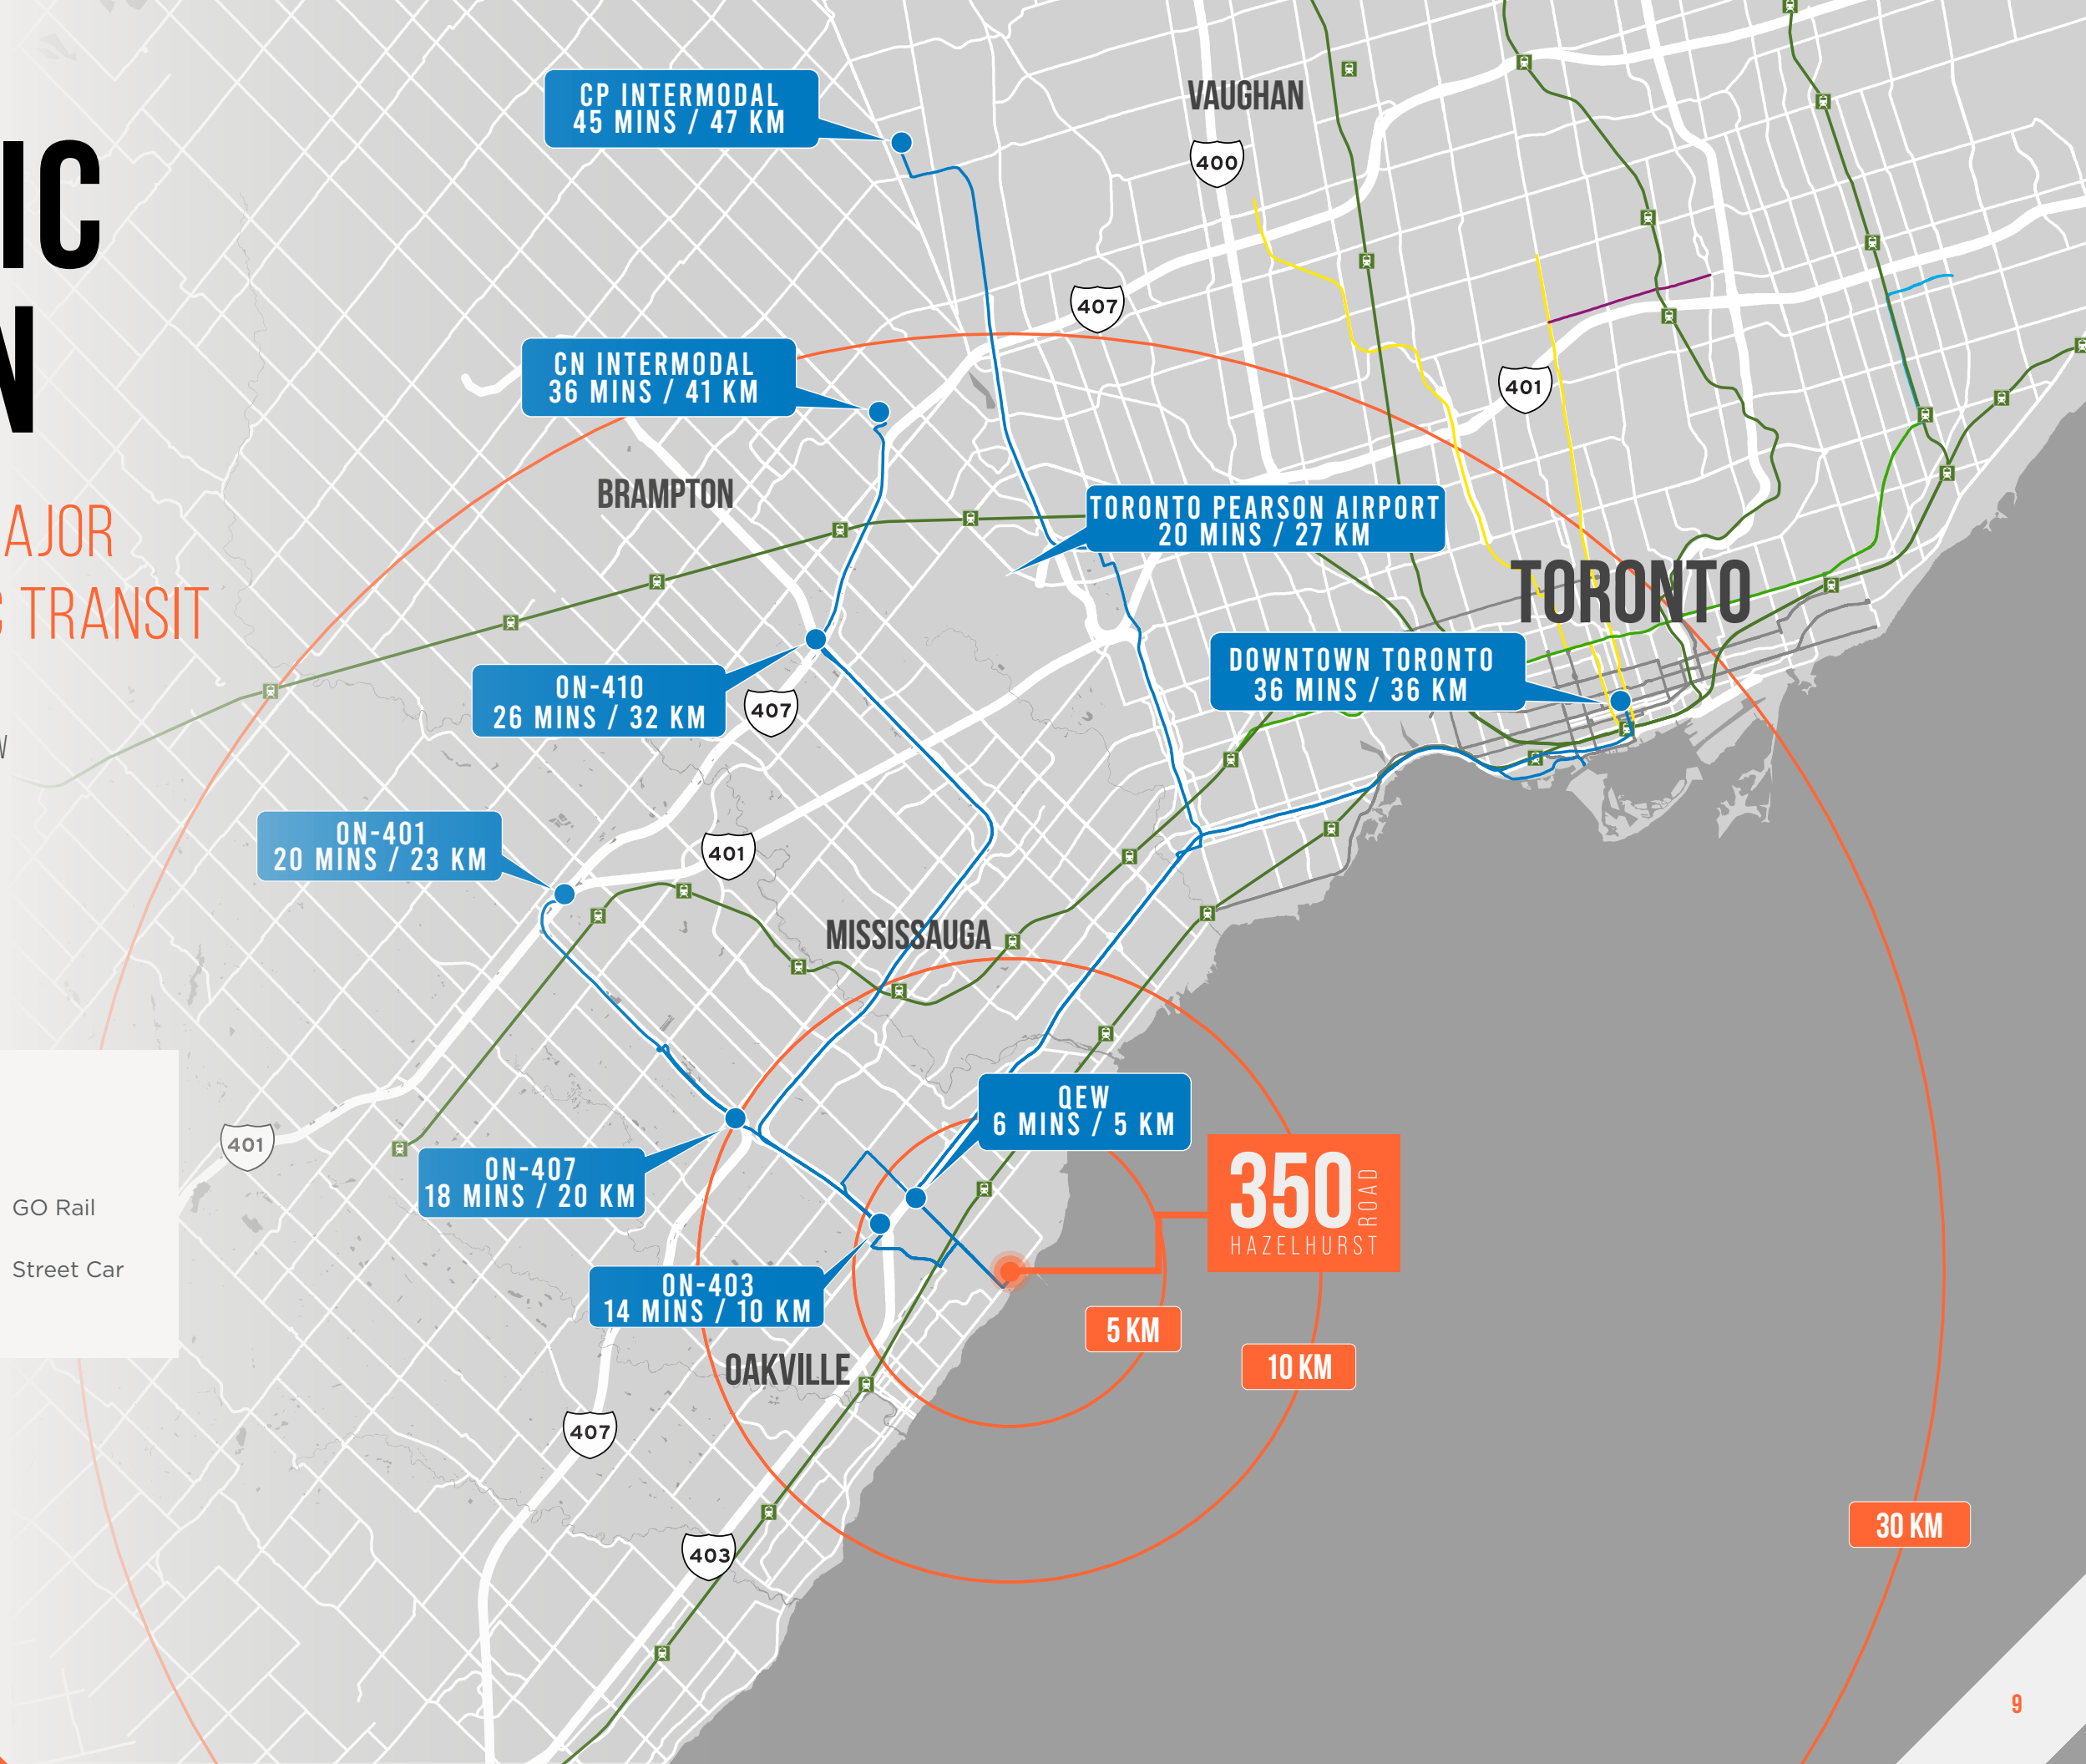 IC
N
AJOR
TRANSIT
GO Rail
Street Car
CP INTERMODAL
45 MINS / 47 KM
VAUGHAN
400
407
CN INTERMODAL
36 MINS / 41 KM
401
BRAMPTON
TORONTO PEARSON AIRPORT
20 MINS / 27 KM
TORONTO
DOWNTOWN TORONTO
36 MINS / 36 KM
ON-410
26 MINS / 32 KM
407
ON-401
20 MINS / 23 KM
401
MISSISSAUGA
QEW
6 MINS / 5 KM
401
ON-407
18 MINS / 20 KM
350
ROAD
HAZELHURST
ON-403
14 MINS / 10 KM
5 KM
10 KM
OAKVILLE
407
30 KM
403
9